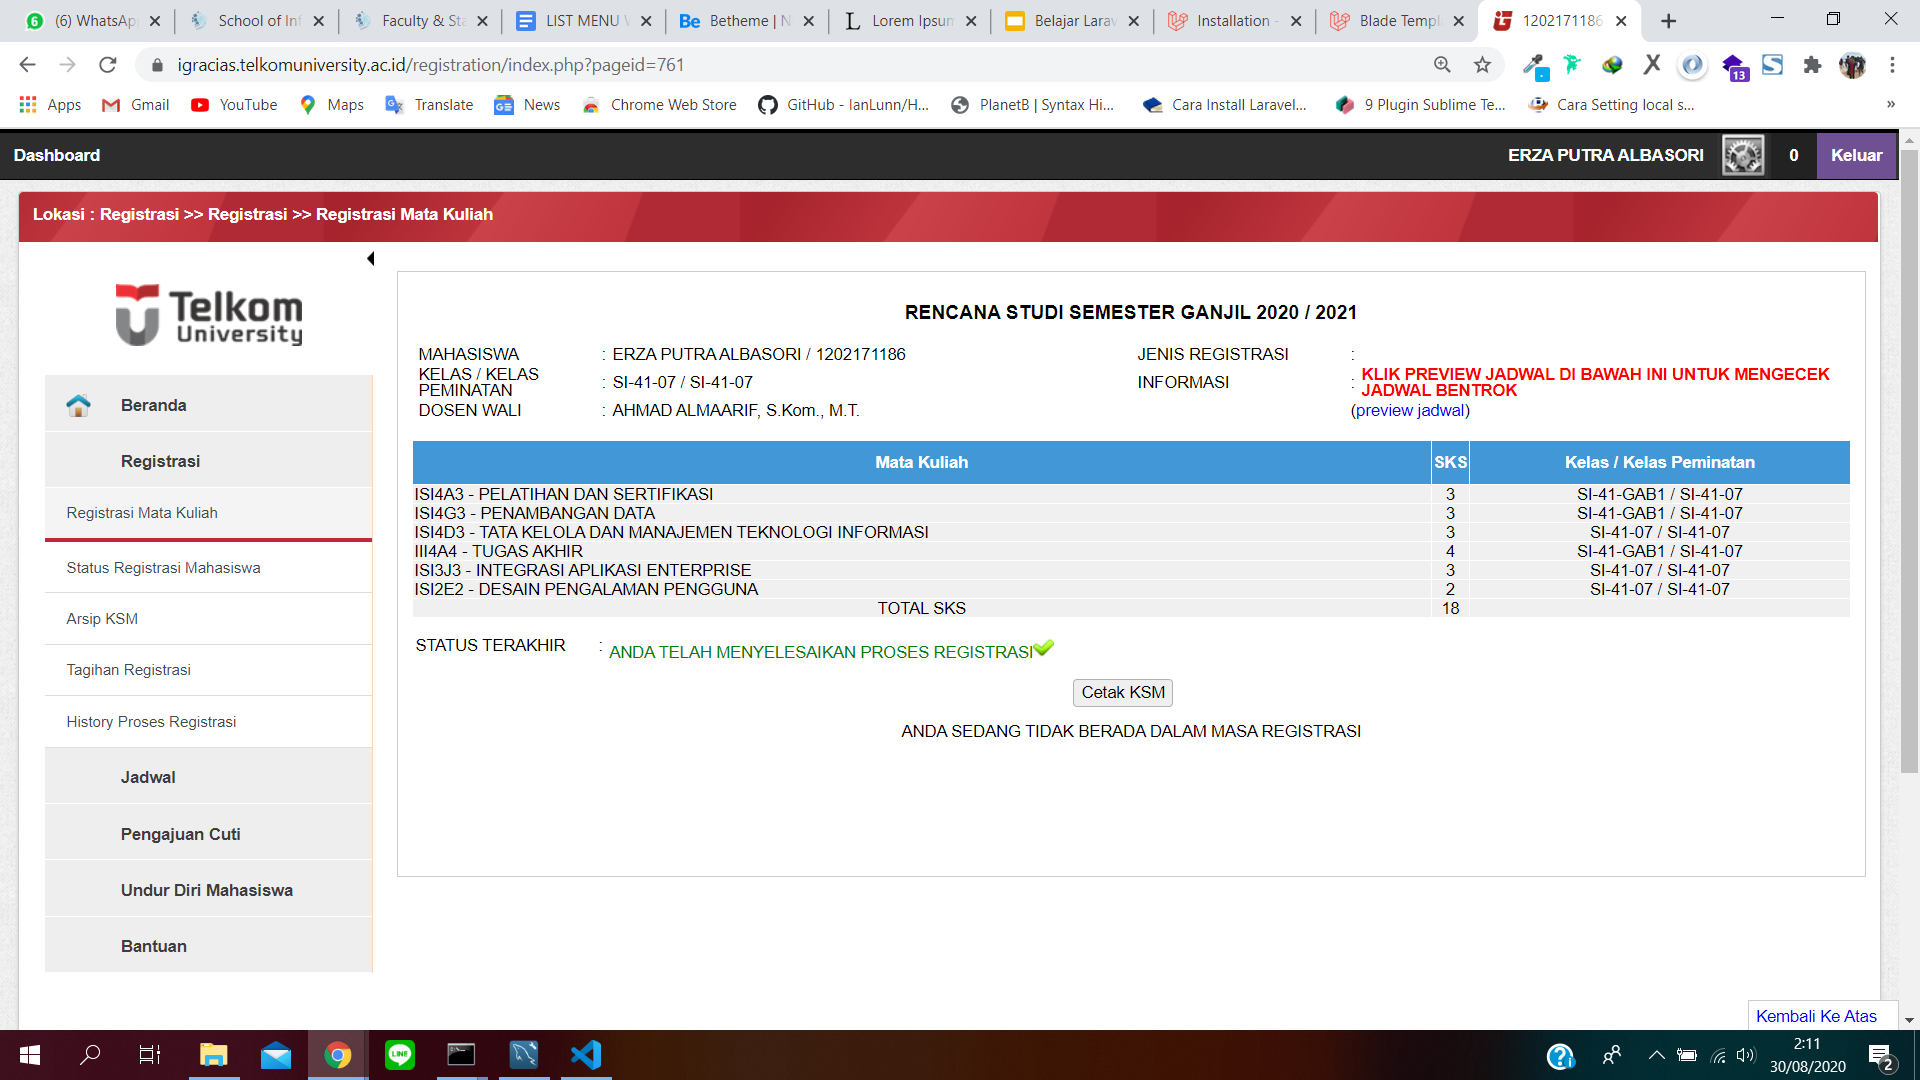 (6) WhatsAp
School of Inf
Faculty & Sta
LIST MENU
Betheme | N
Lorem Ipsum
Belajar Larav
Installation -
Blade Templ
1202171186
igracias.telkomuniversity.ac.id/registration/index.php?pageid=761
13
Apps
Gmail
YouTube
Maps
Translate
News
Chrome Web Store
GitHub - IanLunn/H...
PlanetB | Syntax Hi...
Cara Install Laravel...
9 Plugin Sublime Te...
Cara Setting local s...
»
Dashboard
ERZA PUTRA ALBASORI
0
Keluar
Lokasi : Registrasi >> Registrasi >> Registrasi Mata Kuliah
Telkom
University
Beranda
Registrasi
Registrasi Mata Kuliah
Status Registrasi Mahasiswa
Arsip KSM
Tagihan Registrasi
History Proses Registrasi
Jadwal
Pengajuan Cuti
Undur Diri Mahasiswa
Bantuan
RENCANA STUDI SEMESTER GANJIL 2020 / 2021
MAHASISWA : ERZA PUTRA ALBASORI / 1202171186
KELAS / KELAS PEMINATAN : SI-41-07 / SI-41-07
DOSEN WALI : AHMAD ALMAARIF, S.Kom., M.T.
JENIS REGISTRASI :
INFORMASI : KLIK PREVIEW JADWAL DI BAWAH INI UNTUK MENGECEK
JADWAL BENTROK
(preview jadwal)
Mata Kuliah SKS Kelas / Kelas Peminatan
ISI4A3 - PELATIHAN DAN SERTIFIKASI 3 SI-41-GAB1 / SI-41-07
ISI4G3 - PENAMBANGAN DATA 3 SI-41-GAB1 / SI-41-07
ISI4D3 - TATA KELOLA DAN MANAJEMEN TEKNOLOGI INFORMASI 3 SI-41-07 / SI-41-07
III4A4 - TUGAS AKHIR 4 SI-41-GAB1 / SI-41-07
ISI3J3 - INTEGRASI APLIKASI ENTERPRISE 3 SI-41-07 / SI-41-07
ISI2E2 - DESAIN PENGALAMAN PENGGUNA 2 SI-41-07 / SI-41-07
TOTAL SKS 18
STATUS TERAKHIR : ANDA TELAH MENYELESAIKAN PROSES REGISTRASI
Cetak KSM
ANDA SEDANG TIDAK BERADA DALAM MASA REGISTRASI
Kembali Ke Atas
LINE
2:11
30/08/2020
2